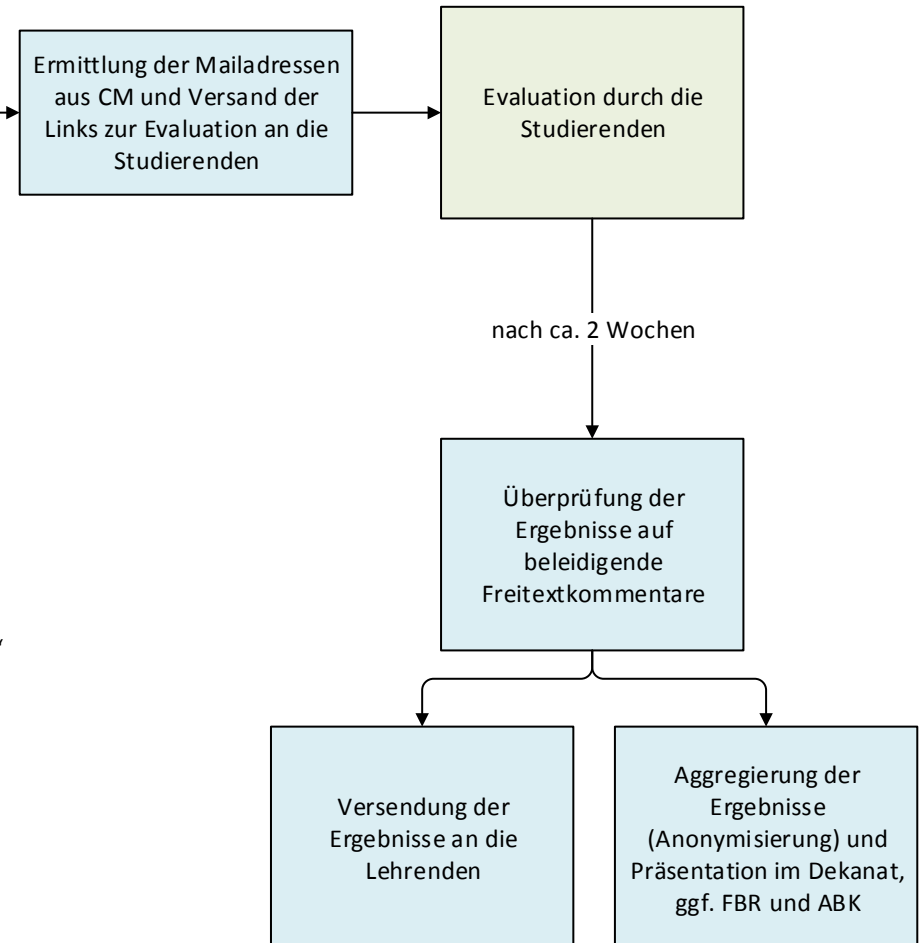 Ermittlung der Mailadressen
aus CM und Versand der
Links zur Evaluation an die
Studierenden
Evaluation durch die
Studierenden
nach ca. 2 Wochen
Überprüfung der
Ergebnisse auf
beleidigende
Freitextkommentare
Versendung der
Ergebnisse an die
Lehrenden
Aggregierung der
Ergebnisse
(Anonymisierung) und
Präsentation im Dekanat,
ggf. FBR und ABK